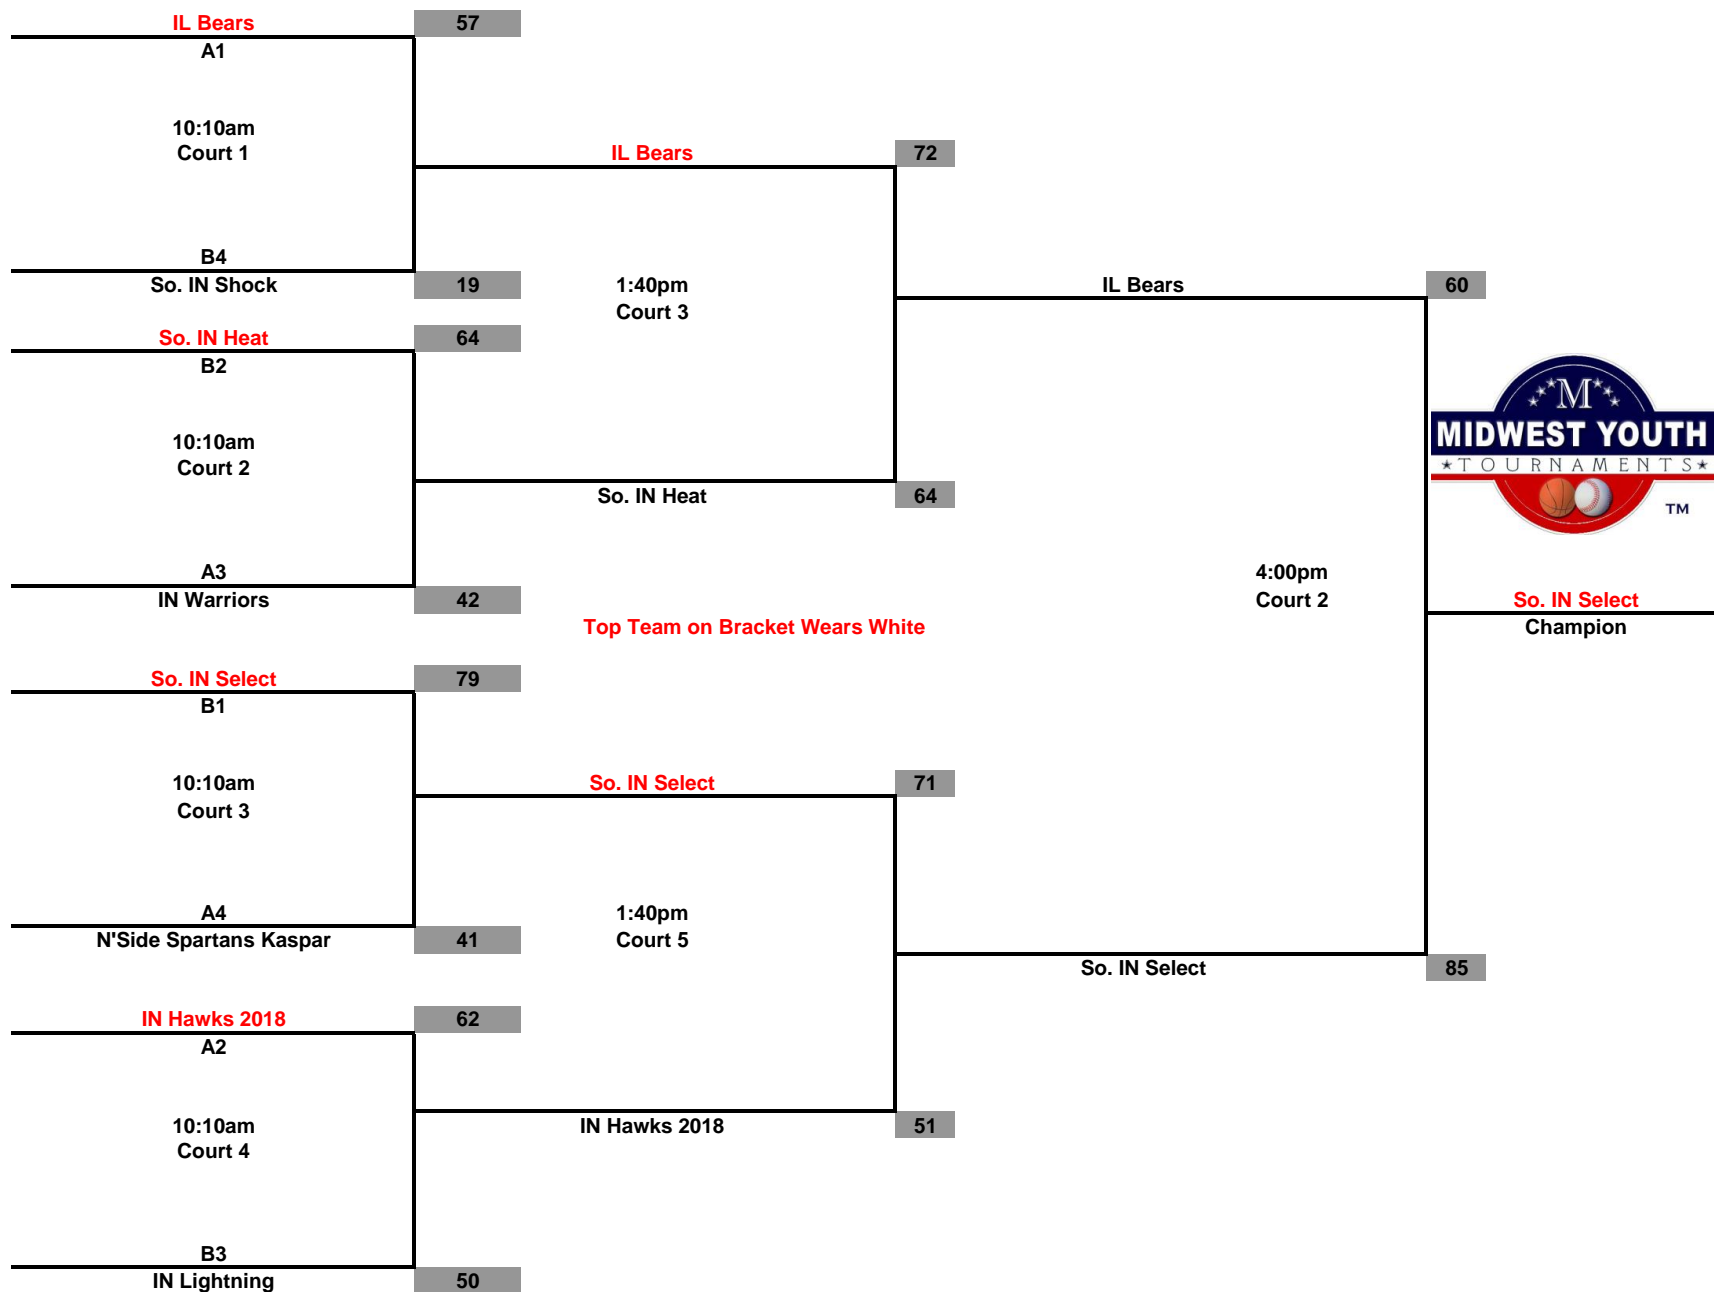 IL Bears 57
A1
10:10am
Court 1
IL Bears 72
B4
So. IN Shock 19
1:40pm
Court 3
IL Bears 60
So. IN Heat 64
B2
M
MIDWEST YOUTH
TOURNAMENTS
TM
10:10am
Court 2
So. IN Heat 64
A3
IN Warriors 42
4:00pm
Court 2
So. IN Select
Champion
Top Team on Bracket Wears White
So. IN Select 79
B1
10:10am
Court 3
So. IN Select 71
A4
N'Side Spartans Kaspar 41
1:40pm
Court 5
So. IN Select 85
IN Hawks 2018 62
A2
10:10am
Court 4
IN Hawks 2018 51
B3
IN Lightning 50